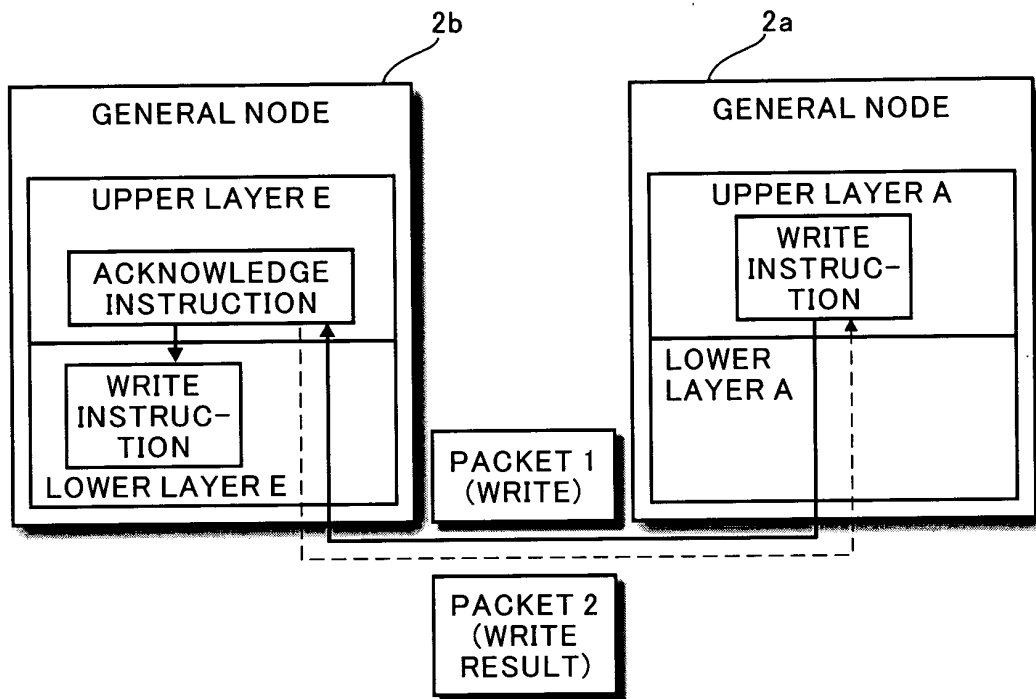 2b
2a
GENERAL NODE
UPPER LAYER E
ACKNOWLEDGE
INSTRUCTION
WRITE
INSTRUC-
TION
LOWER LAYER E
GENERAL NODE
UPPER LAYER A
WRITE
INSTRUC-
TION
LOWER
LAYER A
PACKET 1
(WRITE)
PACKET 2
(WRITE
RESULT)